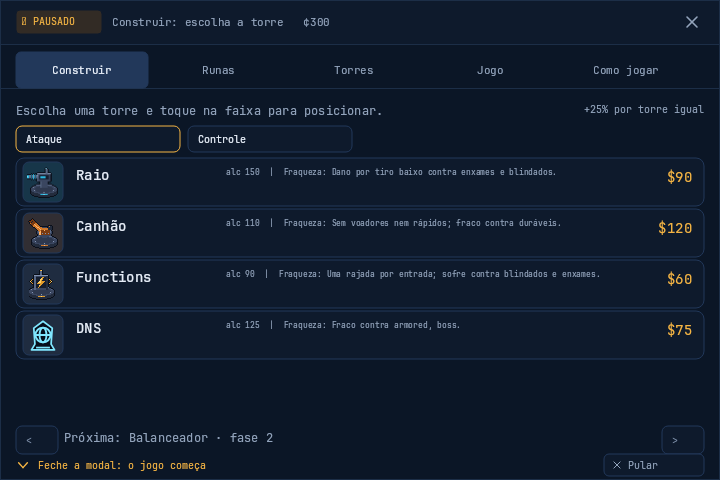 PAUSADO Construir: escolha a torre $300
Construir Runas Torres Jogo Como jogar
Escolha uma torre e toque na faixa para posicionar. +25% por torre igual
Ataque Controle
Raio alc 150 | Fraqueza: Dano por tiro baixo contra enxames e blindados. $90
Canhão alc 110 | Fraqueza: Sem voadores nem rápidos; fraco contra duráveis. $120
Functions alc 90 | Fraqueza: Uma rajada por entrada; sofre contra blindados e enxames. $60
DNS alc 125 | Fraqueza: Fraco contra armored, boss. $75
< Próxima: Balanceador · fase 2 >
Feche a modal: o jogo começa Pular